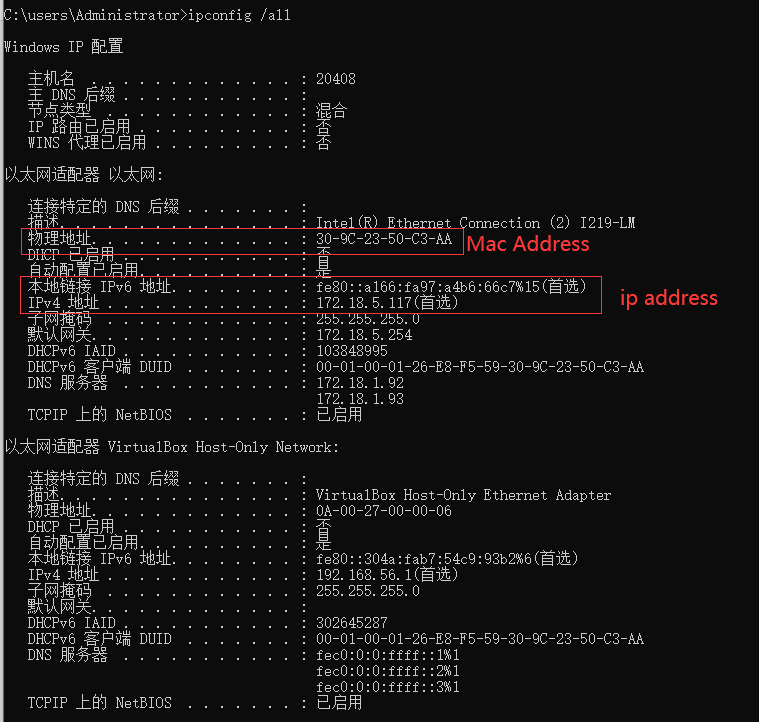 C:\users\Administrator>ipconfig /all
Windows IP 配置
主机名 . . . . . . . . . . . . . : 20408
主 DNS 后缀 . . . . . . . . . . . :
节点类型 . . . . . . . . . . . . : 混合
IP 路由已启用 . . . . . . . . . . : 否
WINS 代理已启用 . . . . . . . . . : 否
以太网适配器 以太网:
连接特定的 DNS 后缀 . . . . . . . :
描述. . . . . . . . . . . . . . . : Intel(R) Ethernet Connection (2) I219-LM
物理地址. . . . . . . . . . . . . : 30-9C-23-50-C3-AA Mac Address
DHCP 已启用 . . . . . . . . . . . : 否
自动配置已启用. . . . . . . . . . : 是
本地链接 IPv6 地址. . . . . . . . : fe80::a166:fa97:a4b6:66c7%15(首选)
ip address
IPv4 地址 . . . . . . . . . . . . : 172.18.5.117(首选)
子网掩码 . . . . . . . . . . . . : 255.255.255.0
默认网关. . . . . . . . . . . . . : 172.18.5.254
DHCPv6 IAID . . . . . . . . . . . : 103848995
DHCPv6 客户端 DUID . . . . . . . : 00-01-00-01-26-E8-F5-59-30-9C-23-50-C3-AA
DNS 服务器 . . . . . . . . . . . : 172.18.1.92
172.18.1.93
TCPIP 上的 NetBIOS . . . . . . . : 已启用
以太网适配器 VirtualBox Host-Only Network:
连接特定的 DNS 后缀 . . . . . . . :
描述. . . . . . . . . . . . . . . : VirtualBox Host-Only Ethernet Adapter
物理地址. . . . . . . . . . . . . : 0A-00-27-00-00-06
DHCP 已启用 . . . . . . . . . . . : 否
自动配置已启用. . . . . . . . . . : 是
本地链接 IPv6 地址. . . . . . . . : fe80::304a:fab7:54c9:93b2%6(首选)
IPv4 地址 . . . . . . . . . . . . : 192.168.56.1(首选)
子网掩码 . . . . . . . . . . . . : 255.255.255.0
默认网关. . . . . . . . . . . . . :
DHCPv6 IAID . . . . . . . . . . . : 302645287
DHCPv6 客户端 DUID . . . . . . . : 00-01-00-01-26-E8-F5-59-30-9C-23-50-C3-AA
DNS 服务器 . . . . . . . . . . . : fec0:0:0:ffff::1%1
fec0:0:0:ffff::2%1
fec0:0:0:ffff::3%1
TCPIP 上的 NetBIOS . . . . . . . : 已启用